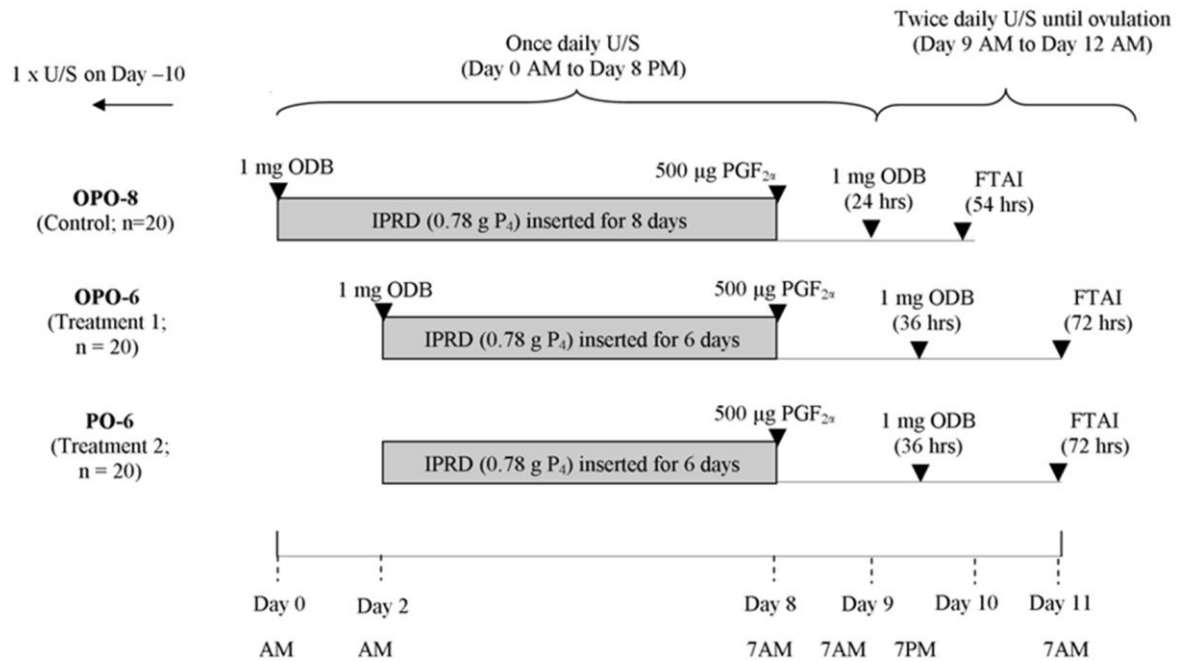 Twice daily U/S until ovulation
(Day 9 AM to Day 12 AM)
Once daily U/S
(Day 0 AM to Day 8 PM)
1 x U/S on Day –10
OPO-8
(Control; n=20)
1 mg ODB
IPRD (0.78 g P₄) inserted for 8 days
500 µg PGF₂α
1 mg ODB
(24 hrs)
FTAI
(54 hrs)
OPO-6
(Treatment 1;
n = 20)
1 mg ODB
IPRD (0.78 g P₄) inserted for 6 days
500 µg PGF₂α
1 mg ODB
(36 hrs)
FTAI
(72 hrs)
PO-6
(Treatment 2;
n = 20)
IPRD (0.78 g P₄) inserted for 6 days
500 µg PGF₂α
1 mg ODB
(36 hrs)
FTAI
(72 hrs)
Day 0 Day 2 Day 8 Day 9 Day 10 Day 11
AM AM 7AM 7AM 7PM 7AM